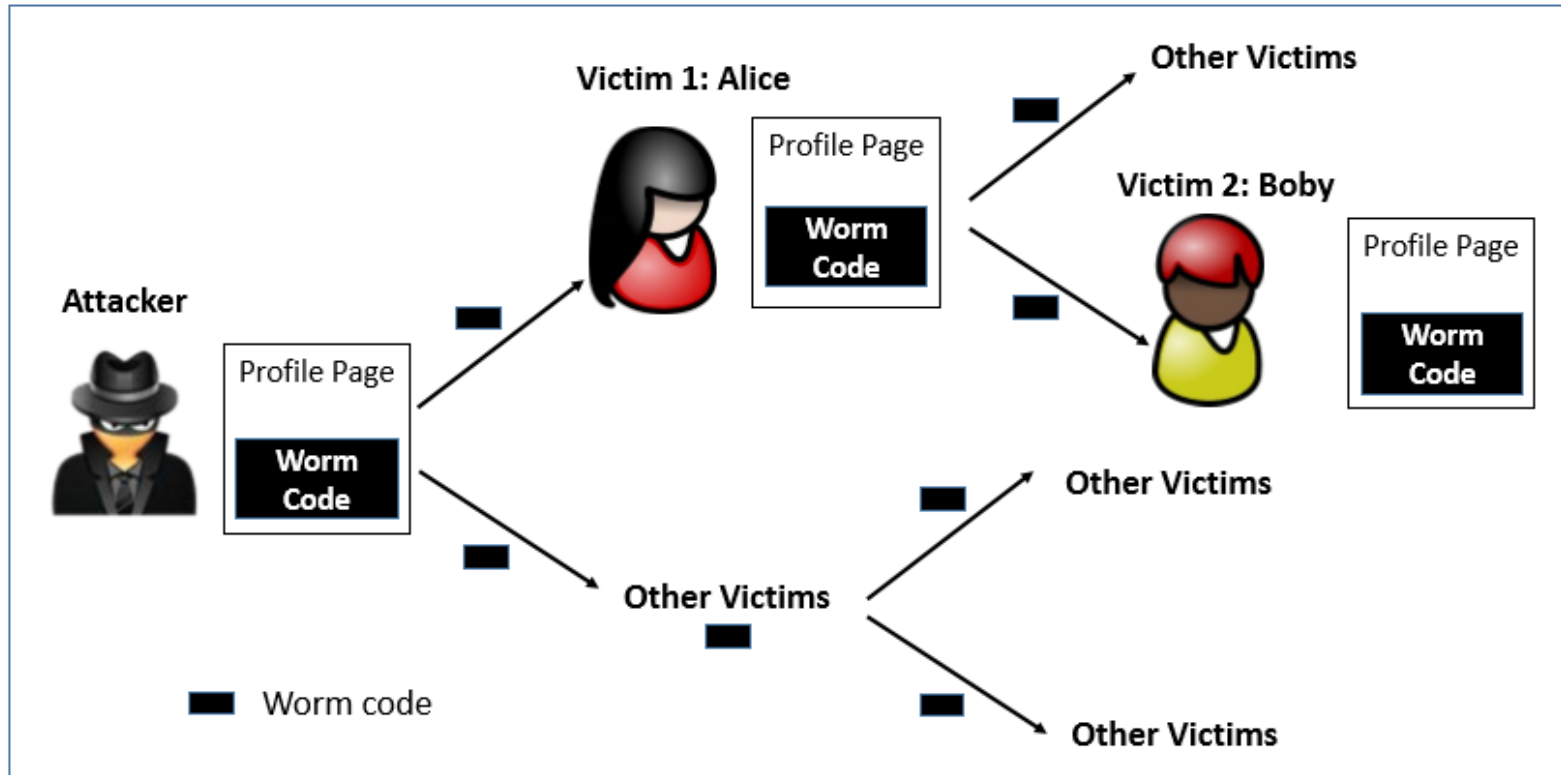 Other Victims
Victim 1: Alice
Profile Page
Worm
Code
Victim 2: Boby
Profile Page
Worm
Code
Attacker
Profile Page
Worm
Code
Other Victims
Other Victims
Worm code
Other Victims